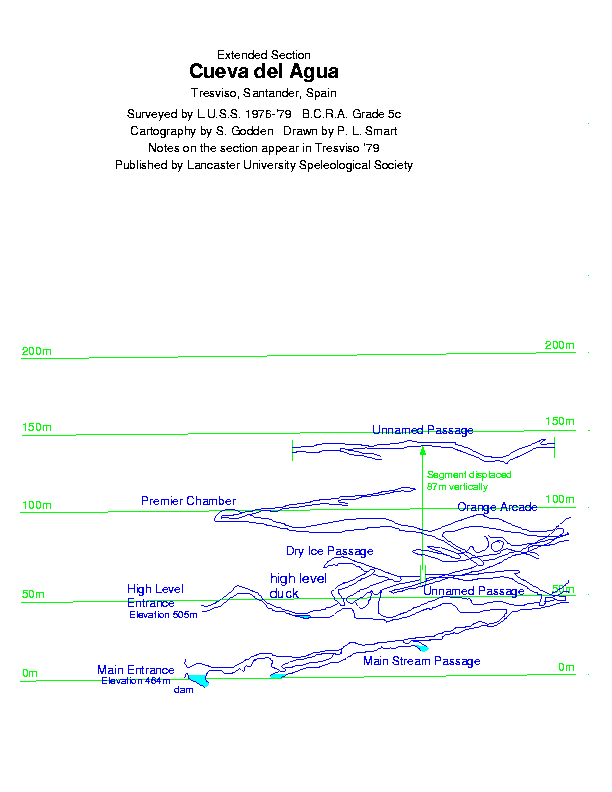 Extended Section
Cueva del Agua
Tresviso, Santander, Spain
Surveyed by L.U.S.S. 1976-'79 B.C.R.A. Grade 5c
Cartography by S. Godden Drawn by P. L. Smart
Notes on the section appear in Tresviso '79
Published by Lancaster University Speleological Society
200m 200m
150m 150m
Unnamed Passage
Segment displaced
87m vertically
100m 100m
Premier Chamber
Orange Arcade
Dry Ice Passage
high level
duck
50m 50m
High Level
Entrance
Elevation 505m
Unnamed Passage
Main Stream Passage
0m 0m
Main Entrance
Elevation 464m
dam